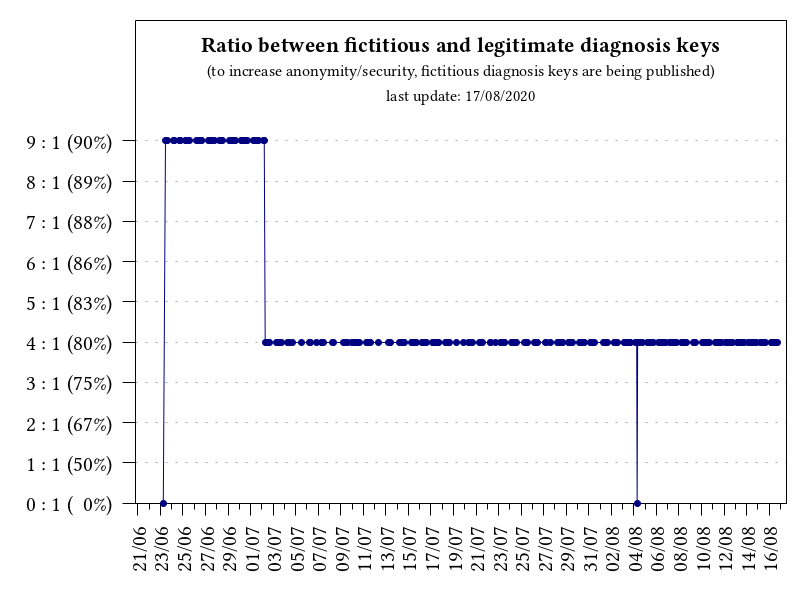 Ratio between fictitious and legitimate diagnosis keys
(to increase anonymity/security, fictitious diagnosis keys are being published)
last update: 17/08/2020
9 : 1 (90%)
8 : 1 (89%)
7 : 1 (88%)
6 : 1 (86%)
5 : 1 (83%)
4 : 1 (80%)
3 : 1 (75%)
2 : 1 (67%)
1 : 1 (50%)
0 : 1 (  0%)
21/06
23/06
25/06
27/06
29/06
01/07
03/07
05/07
07/07
09/07
11/07
13/07
15/07
17/07
19/07
21/07
23/07
25/07
27/07
29/07
31/07
02/08
04/08
06/08
08/08
10/08
12/08
14/08
16/08